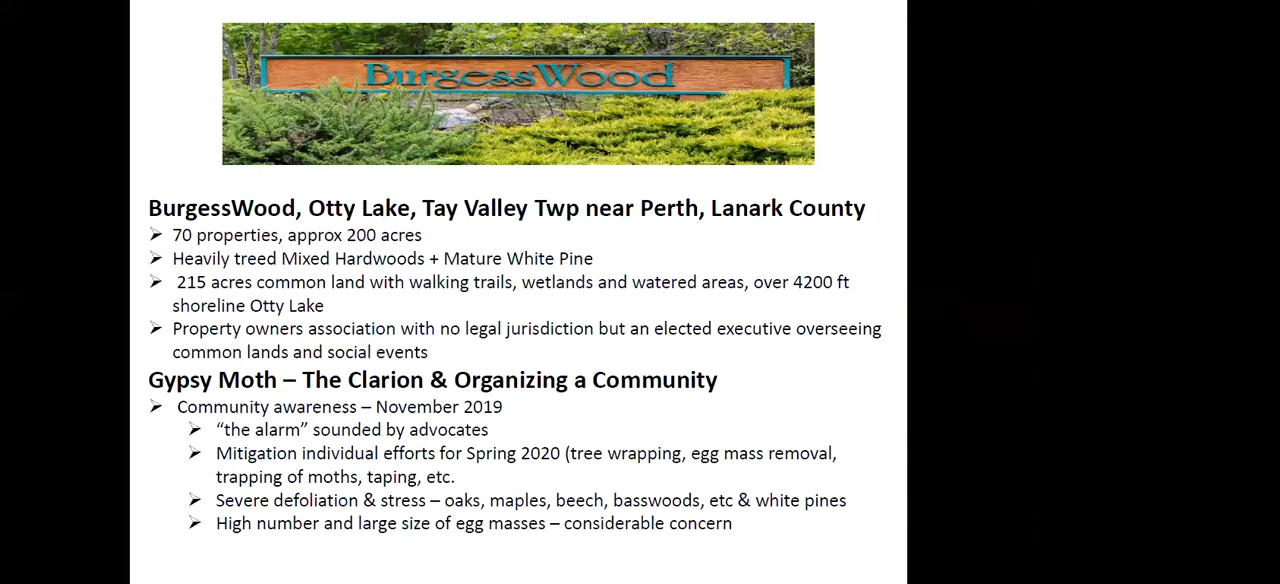 BurgessWood
BurgessWood, Otty Lake, Tay Valley Twp near Perth, Lanark County
➢ 70 properties, approx 200 acres
➢ Heavily treed Mixed Hardwoods + Mature White Pine
➢ 215 acres common land with walking trails, wetlands and watered areas, over 4200 ft
shoreline Otty Lake
➢ Property owners association with no legal jurisdiction but an elected executive overseeing
common lands and social events
Gypsy Moth – The Clarion & Organizing a Community
➢ Community awareness – November 2019
➢ “the alarm” sounded by advocates
➢ Mitigation individual efforts for Spring 2020 (tree wrapping, egg mass removal,
trapping of moths, taping, etc.
➢ Severe defoliation & stress – oaks, maples, beech, basswoods, etc & white pines
➢ High number and large size of egg masses – considerable concern